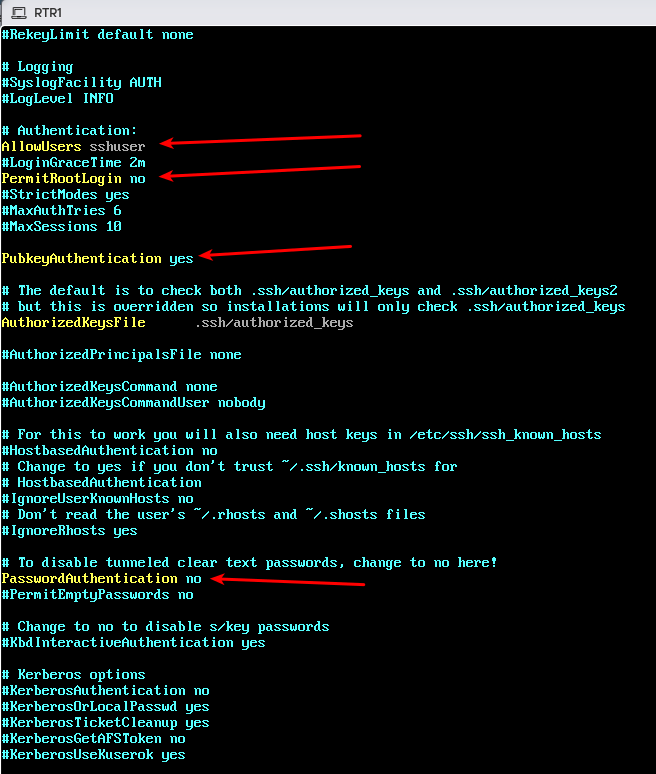 RTR1
#RekeyLimit default none
# Logging
#SyslogFacility AUTH
#LogLevel INFO
# Authentication:
AllowUsers sshuser
#LoginGraceTime 2m
PermitRootLogin no
#StrictModes yes
#MaxAuthTries 6
#MaxSessions 10
PubkeyAuthentication yes
# The default is to check both .ssh/authorized_keys and .ssh/authorized_keys2
# but this is overridden so installations will only check .ssh/authorized_keys
AuthorizedKeysFile      .ssh/authorized_keys
#AuthorizedPrincipalsFile none
#AuthorizedKeysCommand none
#AuthorizedKeysCommandUser nobody
# For this to work you will also need host keys in /etc/ssh/ssh_known_hosts
#HostbasedAuthentication no
# Change to yes if you don't trust ~/.ssh/known_hosts for
# HostbasedAuthentication
#IgnoreUserKnownHosts no
# Don't read the user's ~/.rhosts and ~/.shosts files
#IgnoreRhosts yes
# To disable tunneled clear text passwords, change to no here!
PasswordAuthentication no
#PermitEmptyPasswords no
# Change to no to disable s/key passwords
#KbdInteractiveAuthentication yes
# Kerberos options
#KerberosAuthentication no
#KerberosOrLocalPasswd yes
#KerberosTicketCleanup yes
#KerberosGetAFSToken no
#KerberosUseKuserok yes